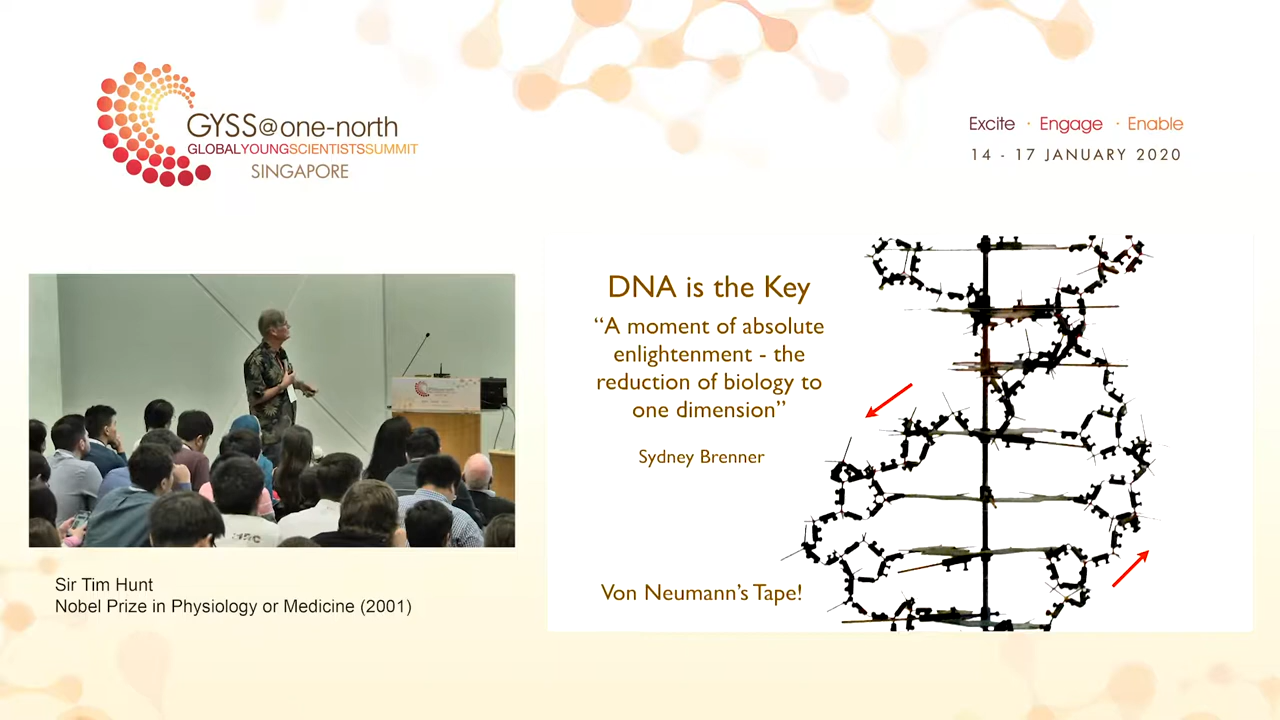 GYSS@one-north
GLOBALYOUNGSCIENTISTSSUMMIT
SINGAPORE
Excite · Engage · Enable
14 - 17 JANUARY 2020
DNA is the Key
“A moment of absolute
enlightenment - the
reduction of biology to
one dimension”
Sydney Brenner
Von Neumann’s Tape!
Sir Tim Hunt
Nobel Prize in Physiology or Medicine (2001)